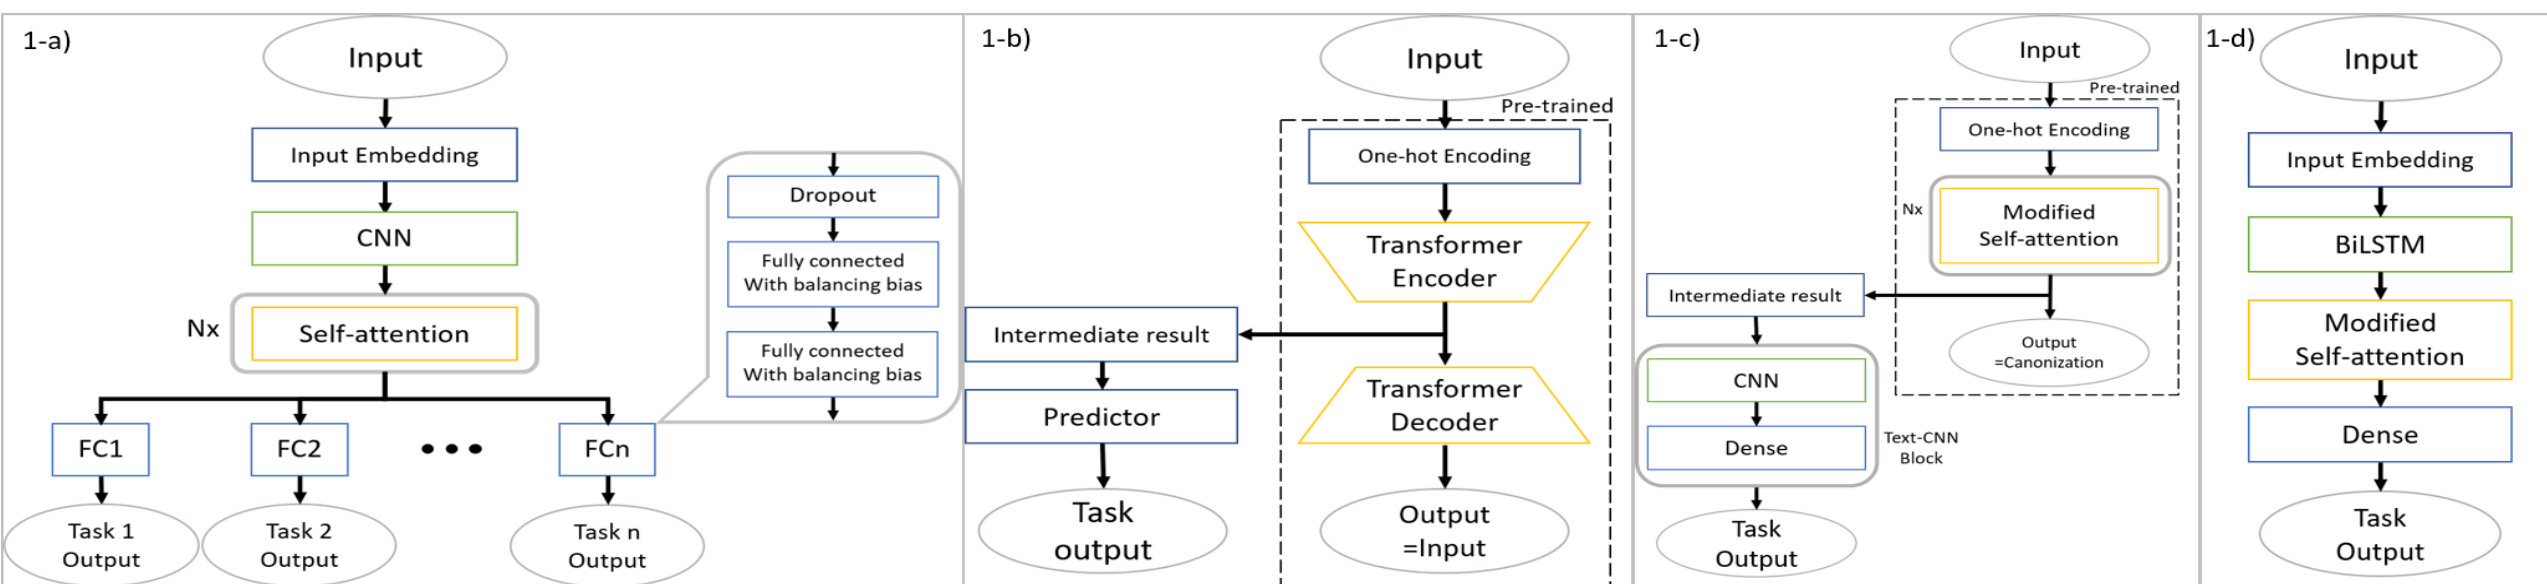 1-a)
Input
Input Embedding
CNN
Nx
Self-attention
FC1
FC2
•••
FCn
Task 1
Output
Task 2
Output
Task n
Output
Dropout
Fully connected
With balancing bias
Fully connected
With balancing bias
1-b)
Input
Pre-trained
One-hot Encoding
Transformer
Encoder
Intermediate result
Predictor
Task
output
Transformer
Decoder
Output
=Input
1-c)
Input
Pre-trained
One-hot Encoding
Nx
Modified
Self-attention
Intermediate result
Output
=Canonization
CNN
Dense
Text-CNN
Block
Task
Output
1-d)
Input
Input Embedding
BiLSTM
Modified
Self-attention
Dense
Task
Output